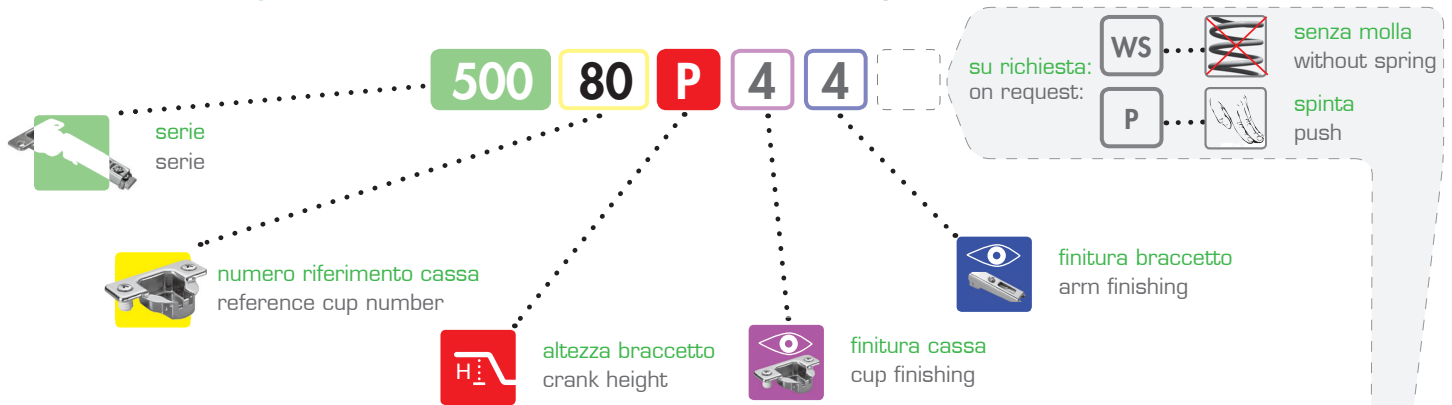 500 80 P 4 4
su richiesta:
on request:
WS
senza molla
without spring
P
spinta
push
serie
serie
numero riferimento cassa
reference cup number
H
altezza braccetto
crank height
finitura cassa
cup finishing
finitura braccetto
arm finishing